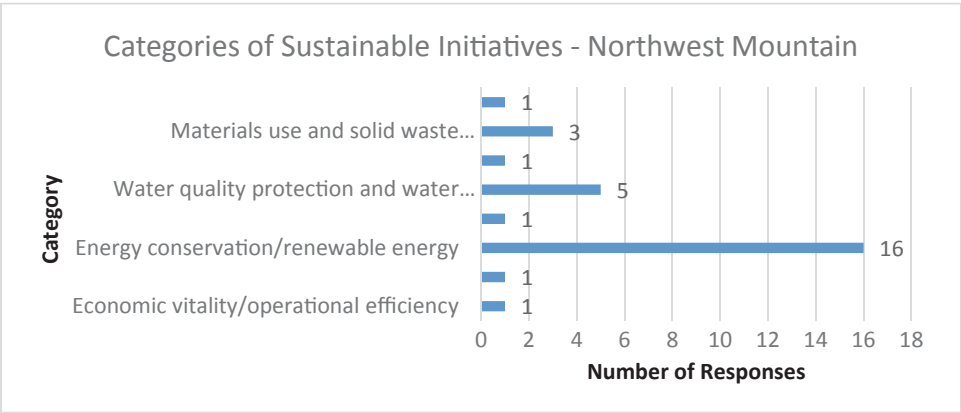 Categories of Sustainable Initiatives - Northwest Mountain
1
Materials use and solid waste... 3
1
Water quality protection and water... 5
1
Energy conservation/renewable energy 16
1
Economic vitality/operational efficiency 1
Category
0 2 4 6 8 10 12 14 16 18
Number of Responses